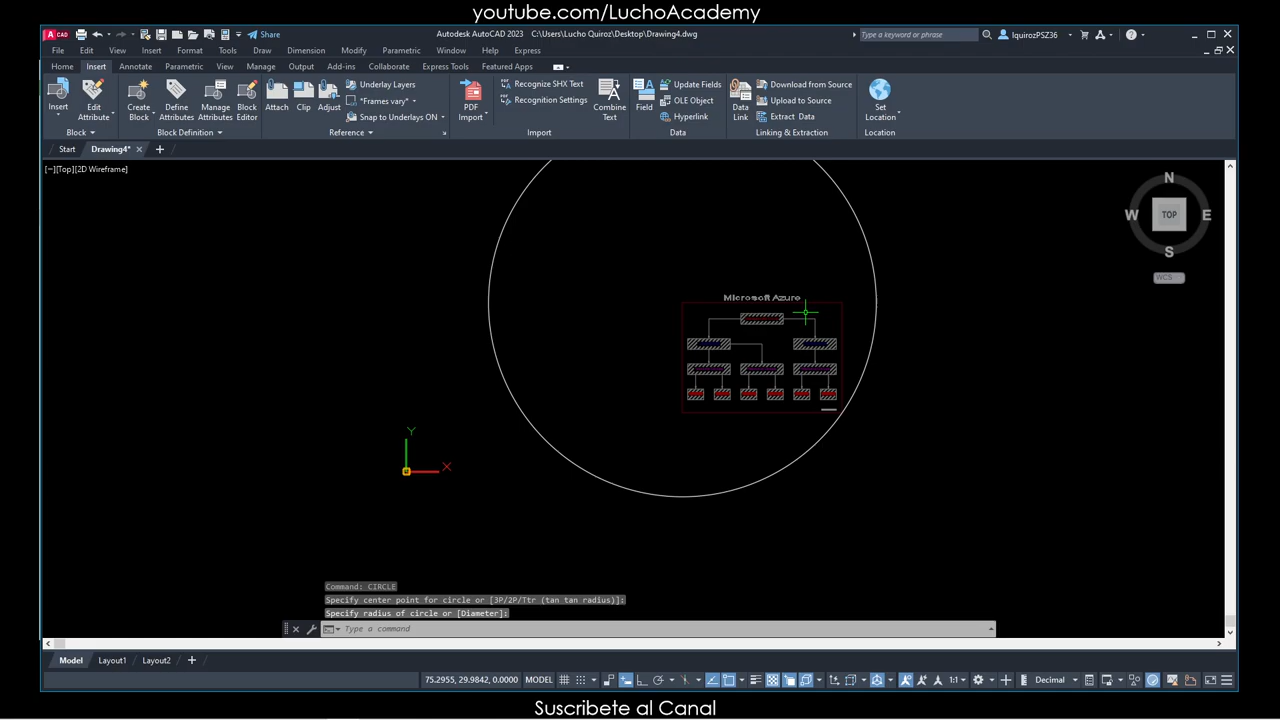 youtube.com/LuchoAcademy
CAD Share Autodesk AutoCAD 2023 C:\Users\Lucho Quiroz\Desktop\Drawing4.dwg Type a keyword or phrase lquirozPSZ36
File Edit View Insert Format Tools Draw Dimension Modify Parametric Window Help Express
Home Insert Annotate Parametric View Manage Output Add-ins Collaborate Express Tools Featured Apps
Insert Edit Attribute Create Block Define Attributes Manage Attributes Block Editor Attach Clip Adjust Underlay Layers *Frames vary* Snap to Underlays ON PDF Import Recognize SHX Text Recognition Settings Combine Text Field Update Fields OLE Object Hyperlink Data Link Download from Source Upload to Source Extract Data Set Location
Block Block Definition Reference Import Data Linking & Extraction Location
Start Drawing4*
[−][Top][2D Wireframe]
N
W TOP E
S
WCS
Microsoft Azure
Y
X
Command: CIRCLE
Specify center point for circle or [3P/2P/Ttr (tan tan radius)]:
Specify radius of circle or [Diameter]:
Type a command
Model Layout1 Layout2
75.2955, 29.9842, 0.0000 MODEL 1:1 Decimal
Suscribete al Canal